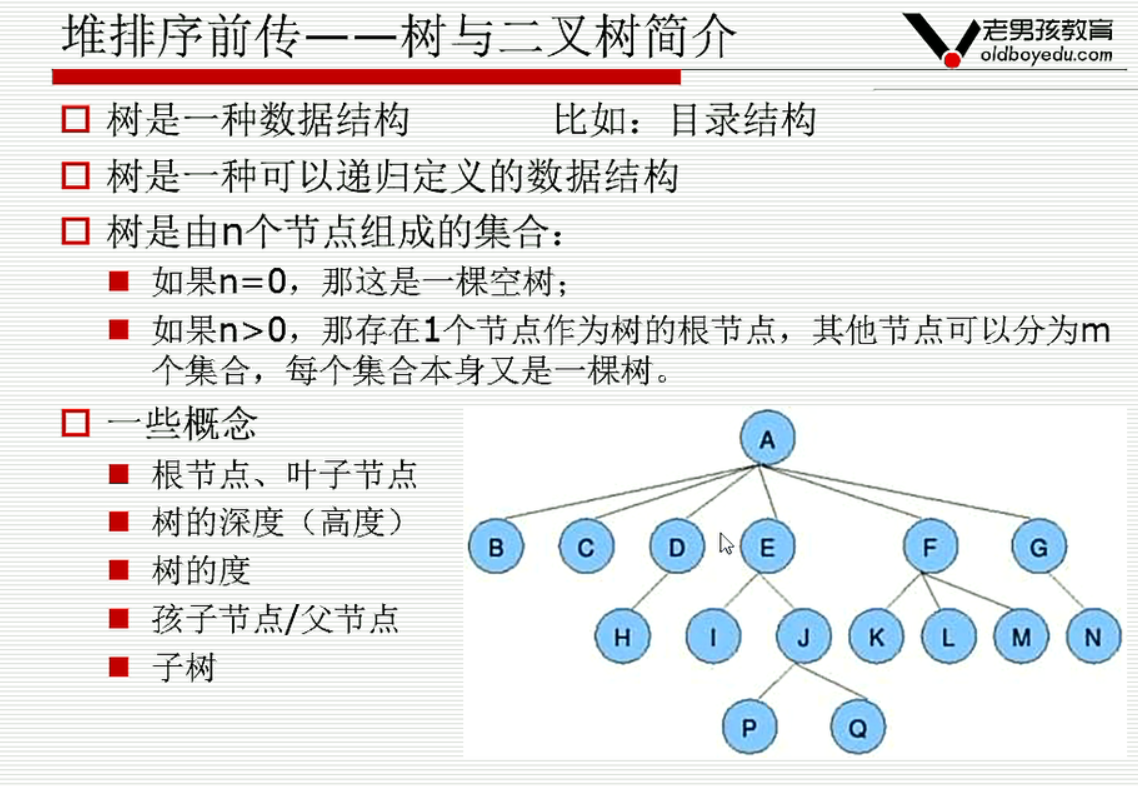 堆排序前传——树与二叉树简介
老男孩教育
oldboyedu.com
树是一种数据结构 比如：目录结构
树是一种可以递归定义的数据结构
树是由n个节点组成的集合：
如果n=0，那这是一棵空树；
如果n>0，那存在1个节点作为树的根节点，其他节点可以分为m
个集合，每个集合本身又是一棵树。
一些概念
根节点、叶子节点
树的深度（高度）
树的度
孩子节点/父节点
子树
A
B C D E F G
H I J K L M N
P Q